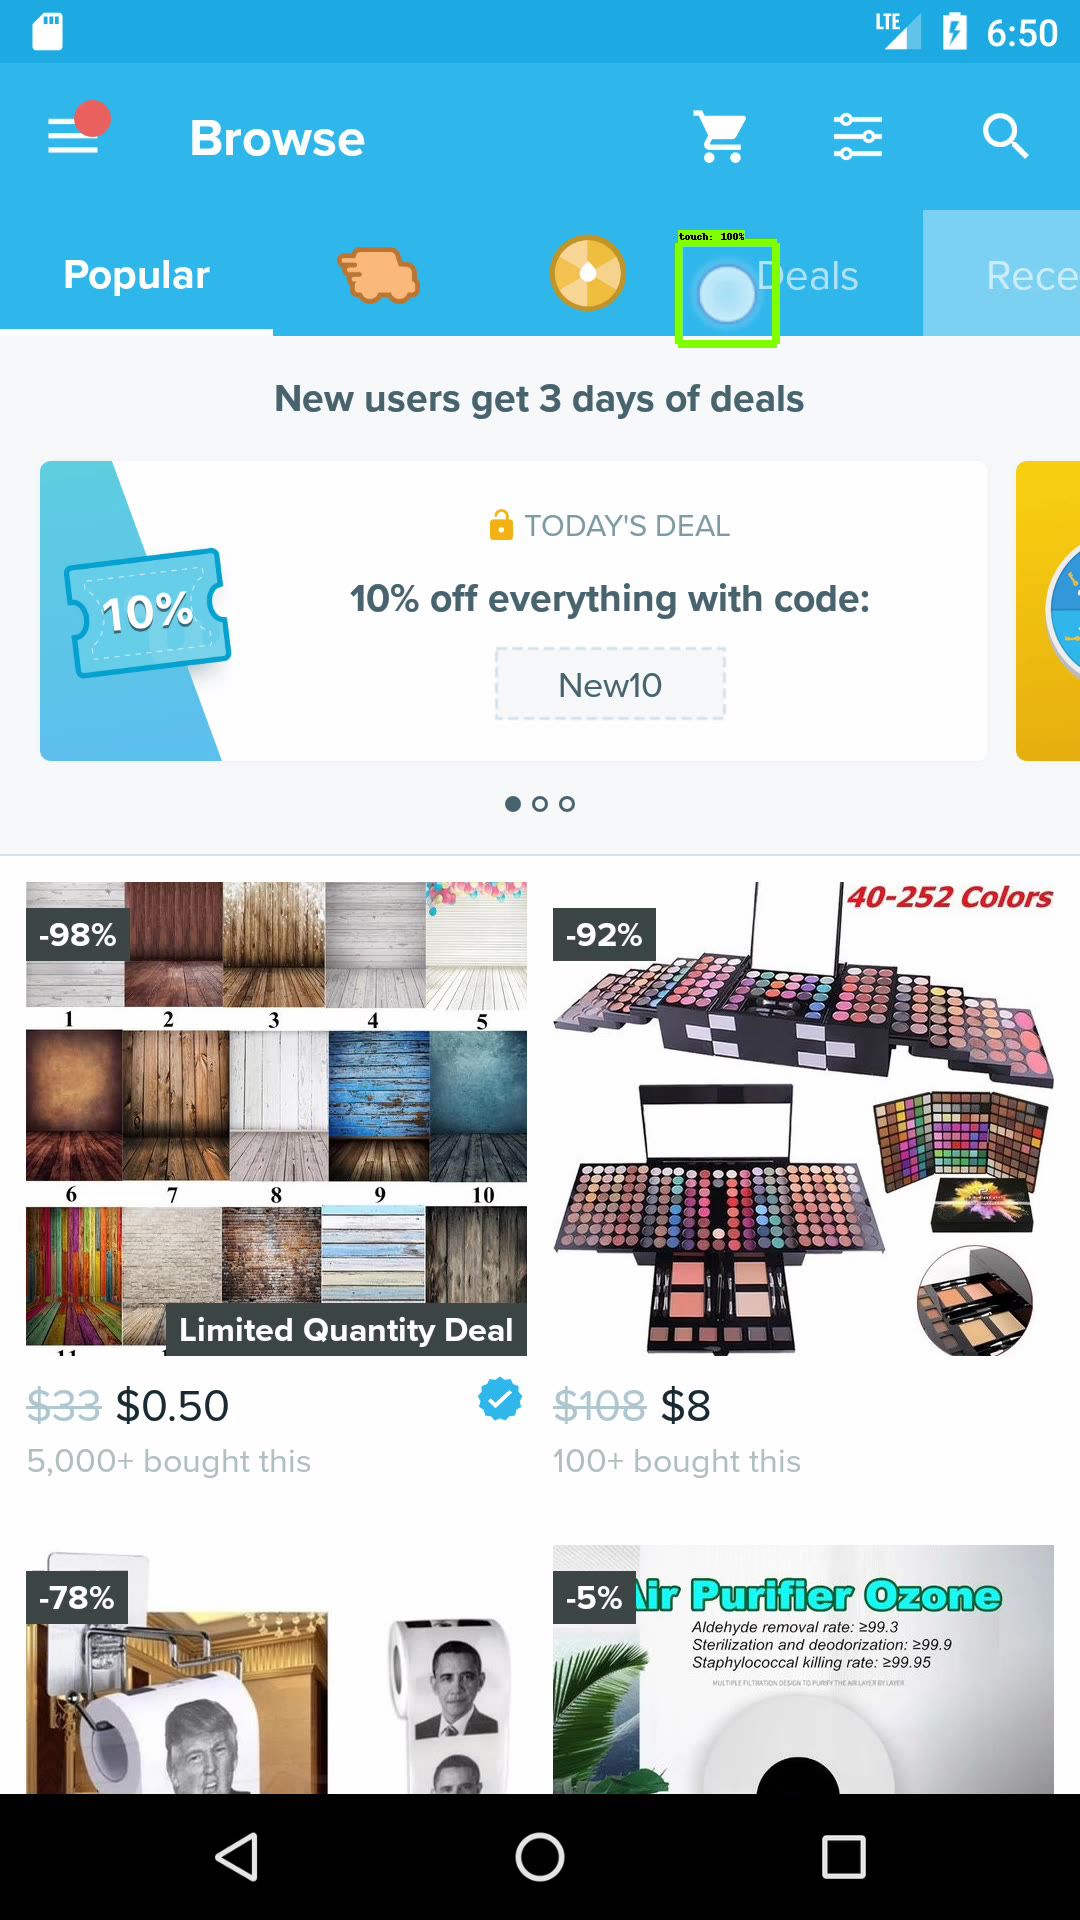 LTE 6:50
Browse
Popular Deals Rece
touch: 100%
New users get 3 days of deals
TODAY'S DEAL
10%
10% off everything with code:
New10
-98%
1 2 3 4 5
6 7 8 9 10
11
Limited Quantity Deal
$33 $0.50
5,000+ bought this
-92%
40-252 Colors
$108 $8
100+ bought this
-78%
-5%
Air Purifier Ozone
Aldehyde removal rate: ≥99.3
Sterilization and deodorization: ≥99.9
Staphylococcal killing rate: ≥99.95
MULTIPLE FILTRATION DESIGN TO PURIFY THE AIR LAYER BY LAYER